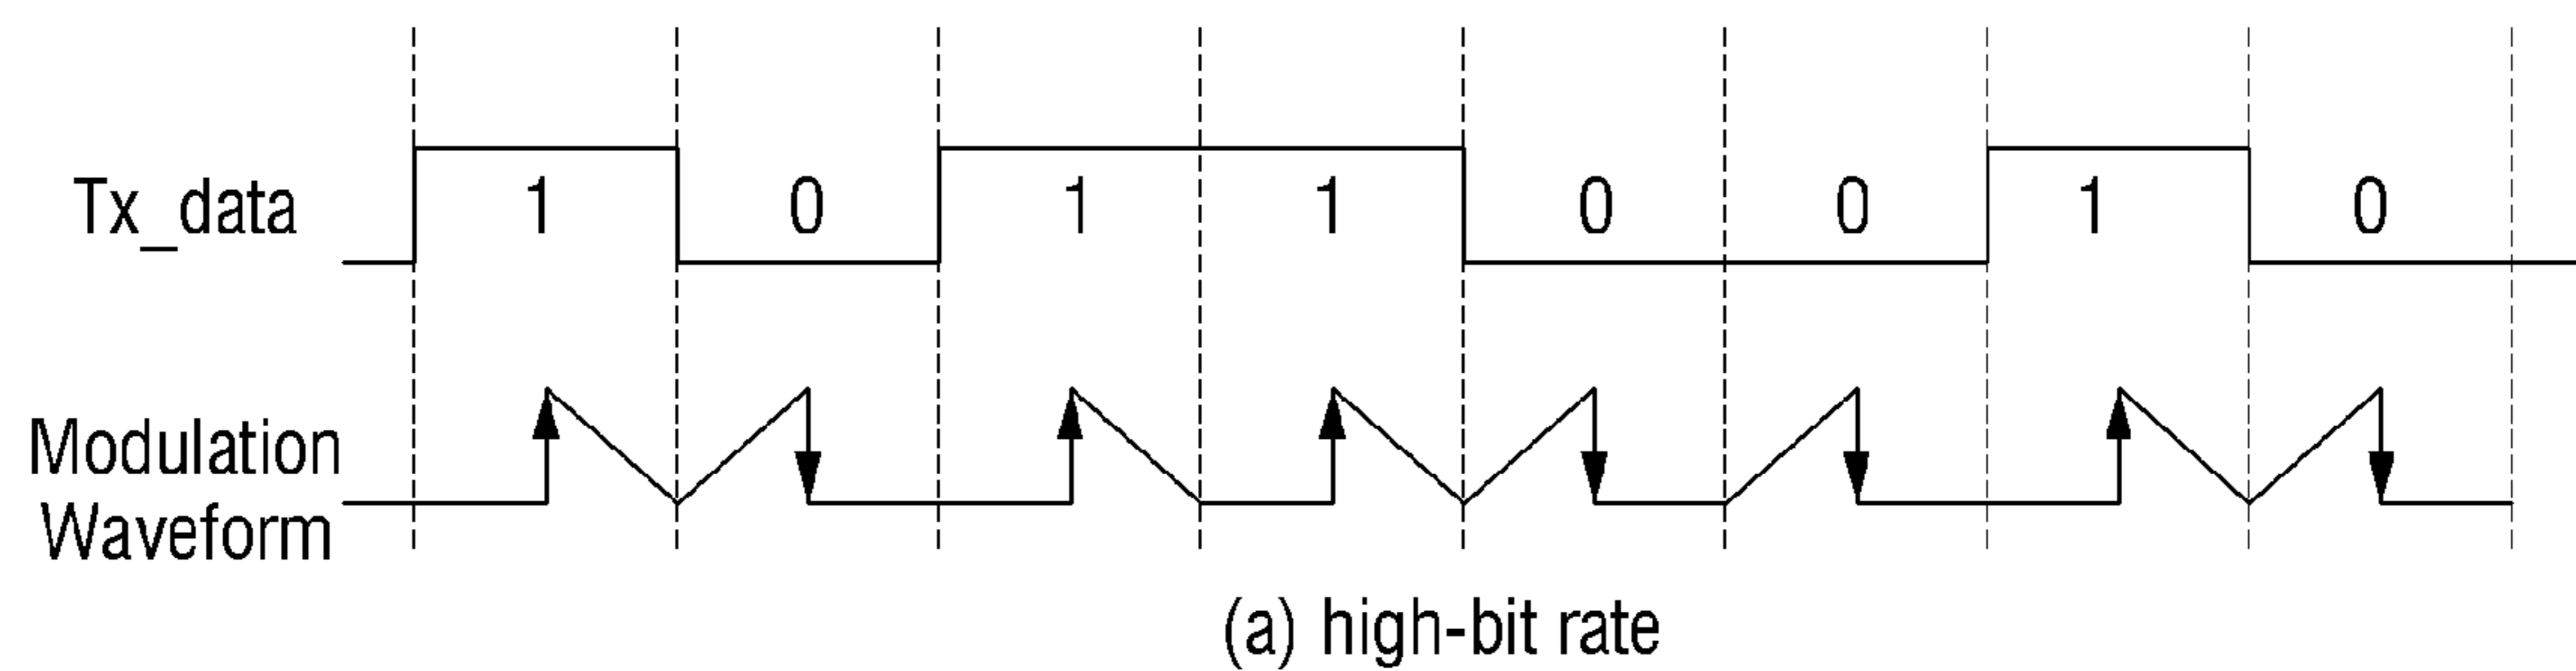 Tx_data 1 0 1 1 0 0 1 0
Modulation
Waveform
(a) high-bit rate